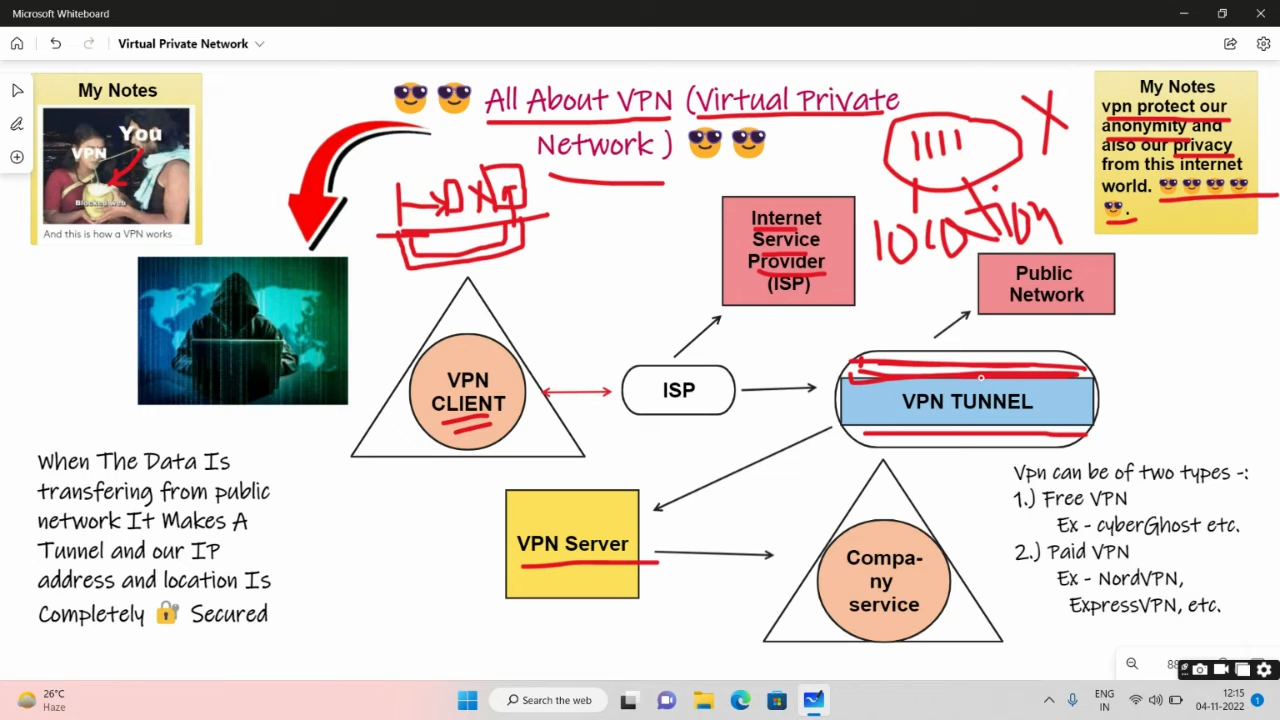 Microsoft Whiteboard
Virtual Private Network
My Notes
You
VPN
Blocked web
And this is how a VPN works
All About VPN (Virtual Private
Network )
My Notes
vpn protect our
anonymity and
also our privacy
from this internet
world.
location
Internet
Service
Provider
(ISP)
Public
Network
VPN
CLIENT
ISP
VPN TUNNEL
When The Data Is
transfering from public
network It Makes A
Tunnel and our IP
address and location Is
Completely Secured
VPN Server
Compa-
ny
service
Vpn can be of two types -:
1.) Free VPN
Ex - cyberGhost etc.
2.) Paid VPN
Ex - NordVPN,
ExpressVPN, etc.
26°C
Haze
Search the web
ENG
IN
12:15
04-11-2022
1